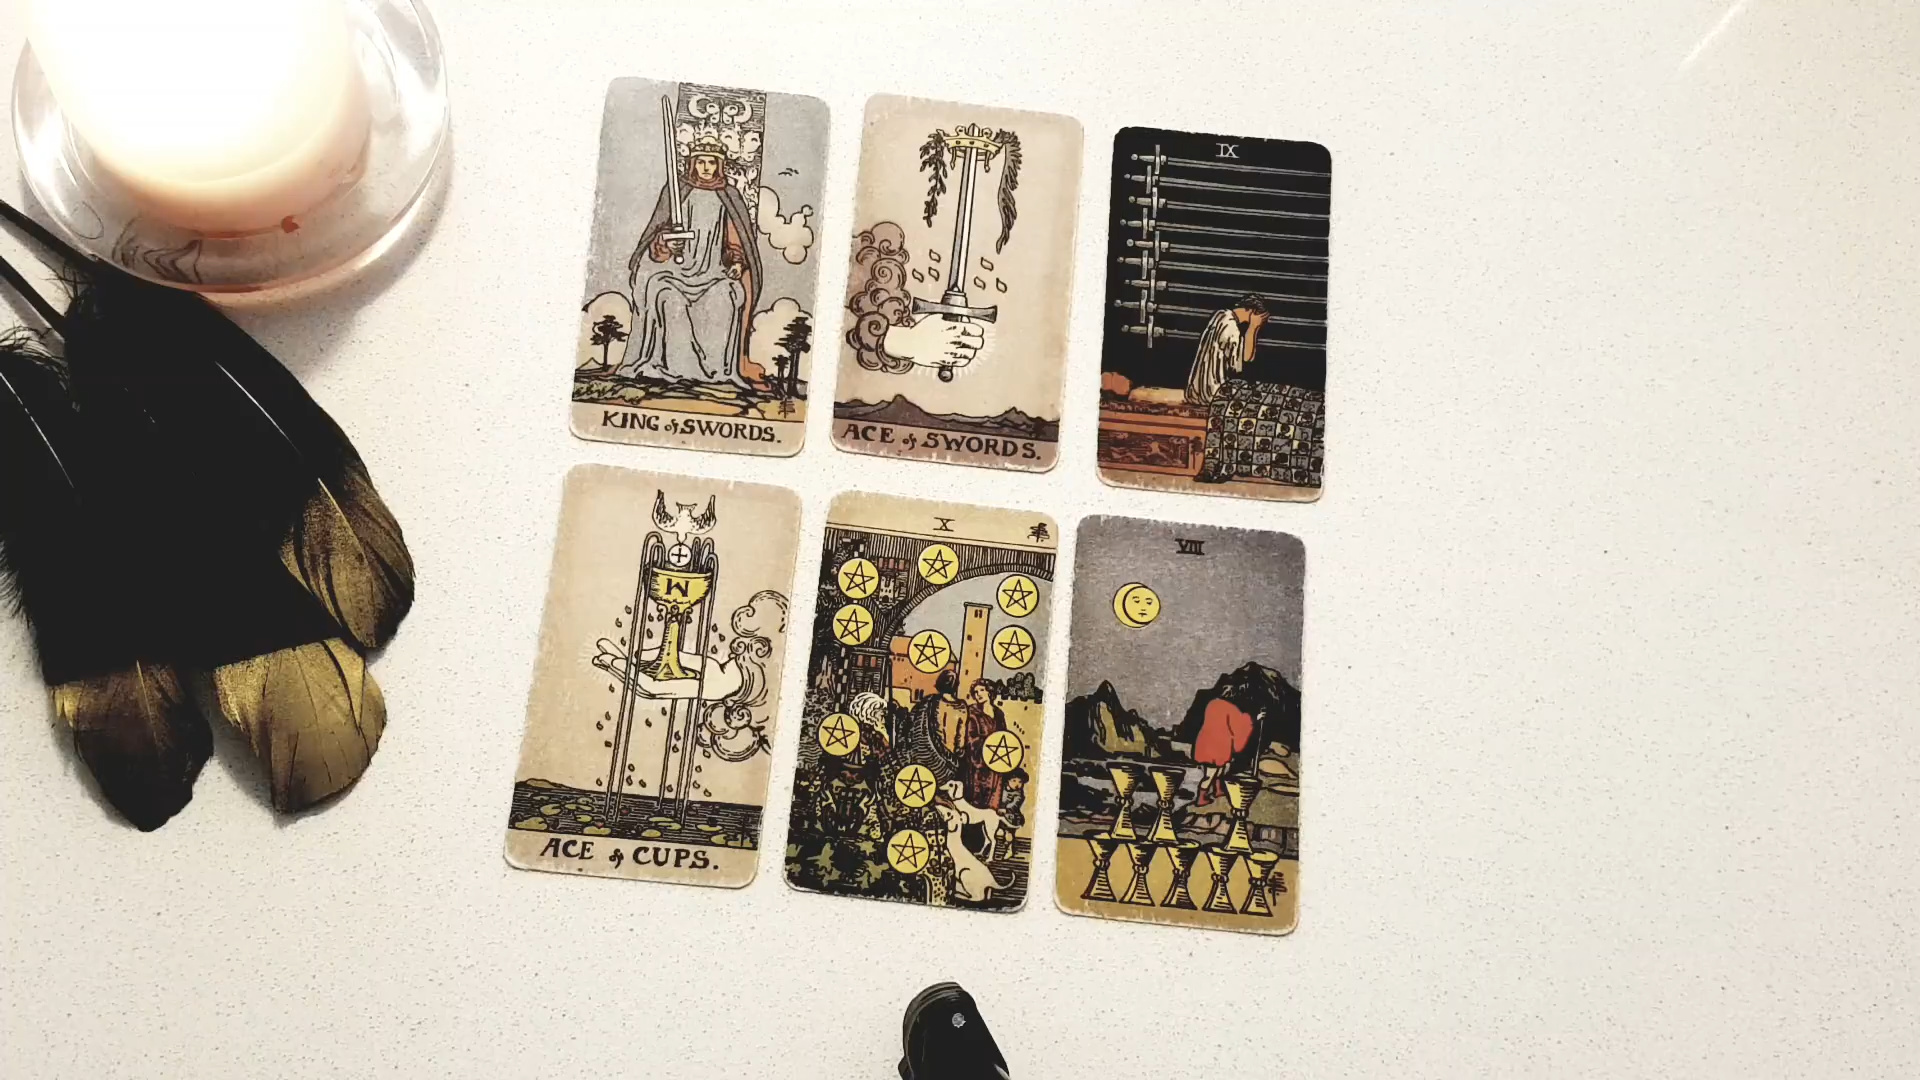 KING of SWORDS.
ACE of SWORDS.
IX
ACE of CUPS.
X
VIII